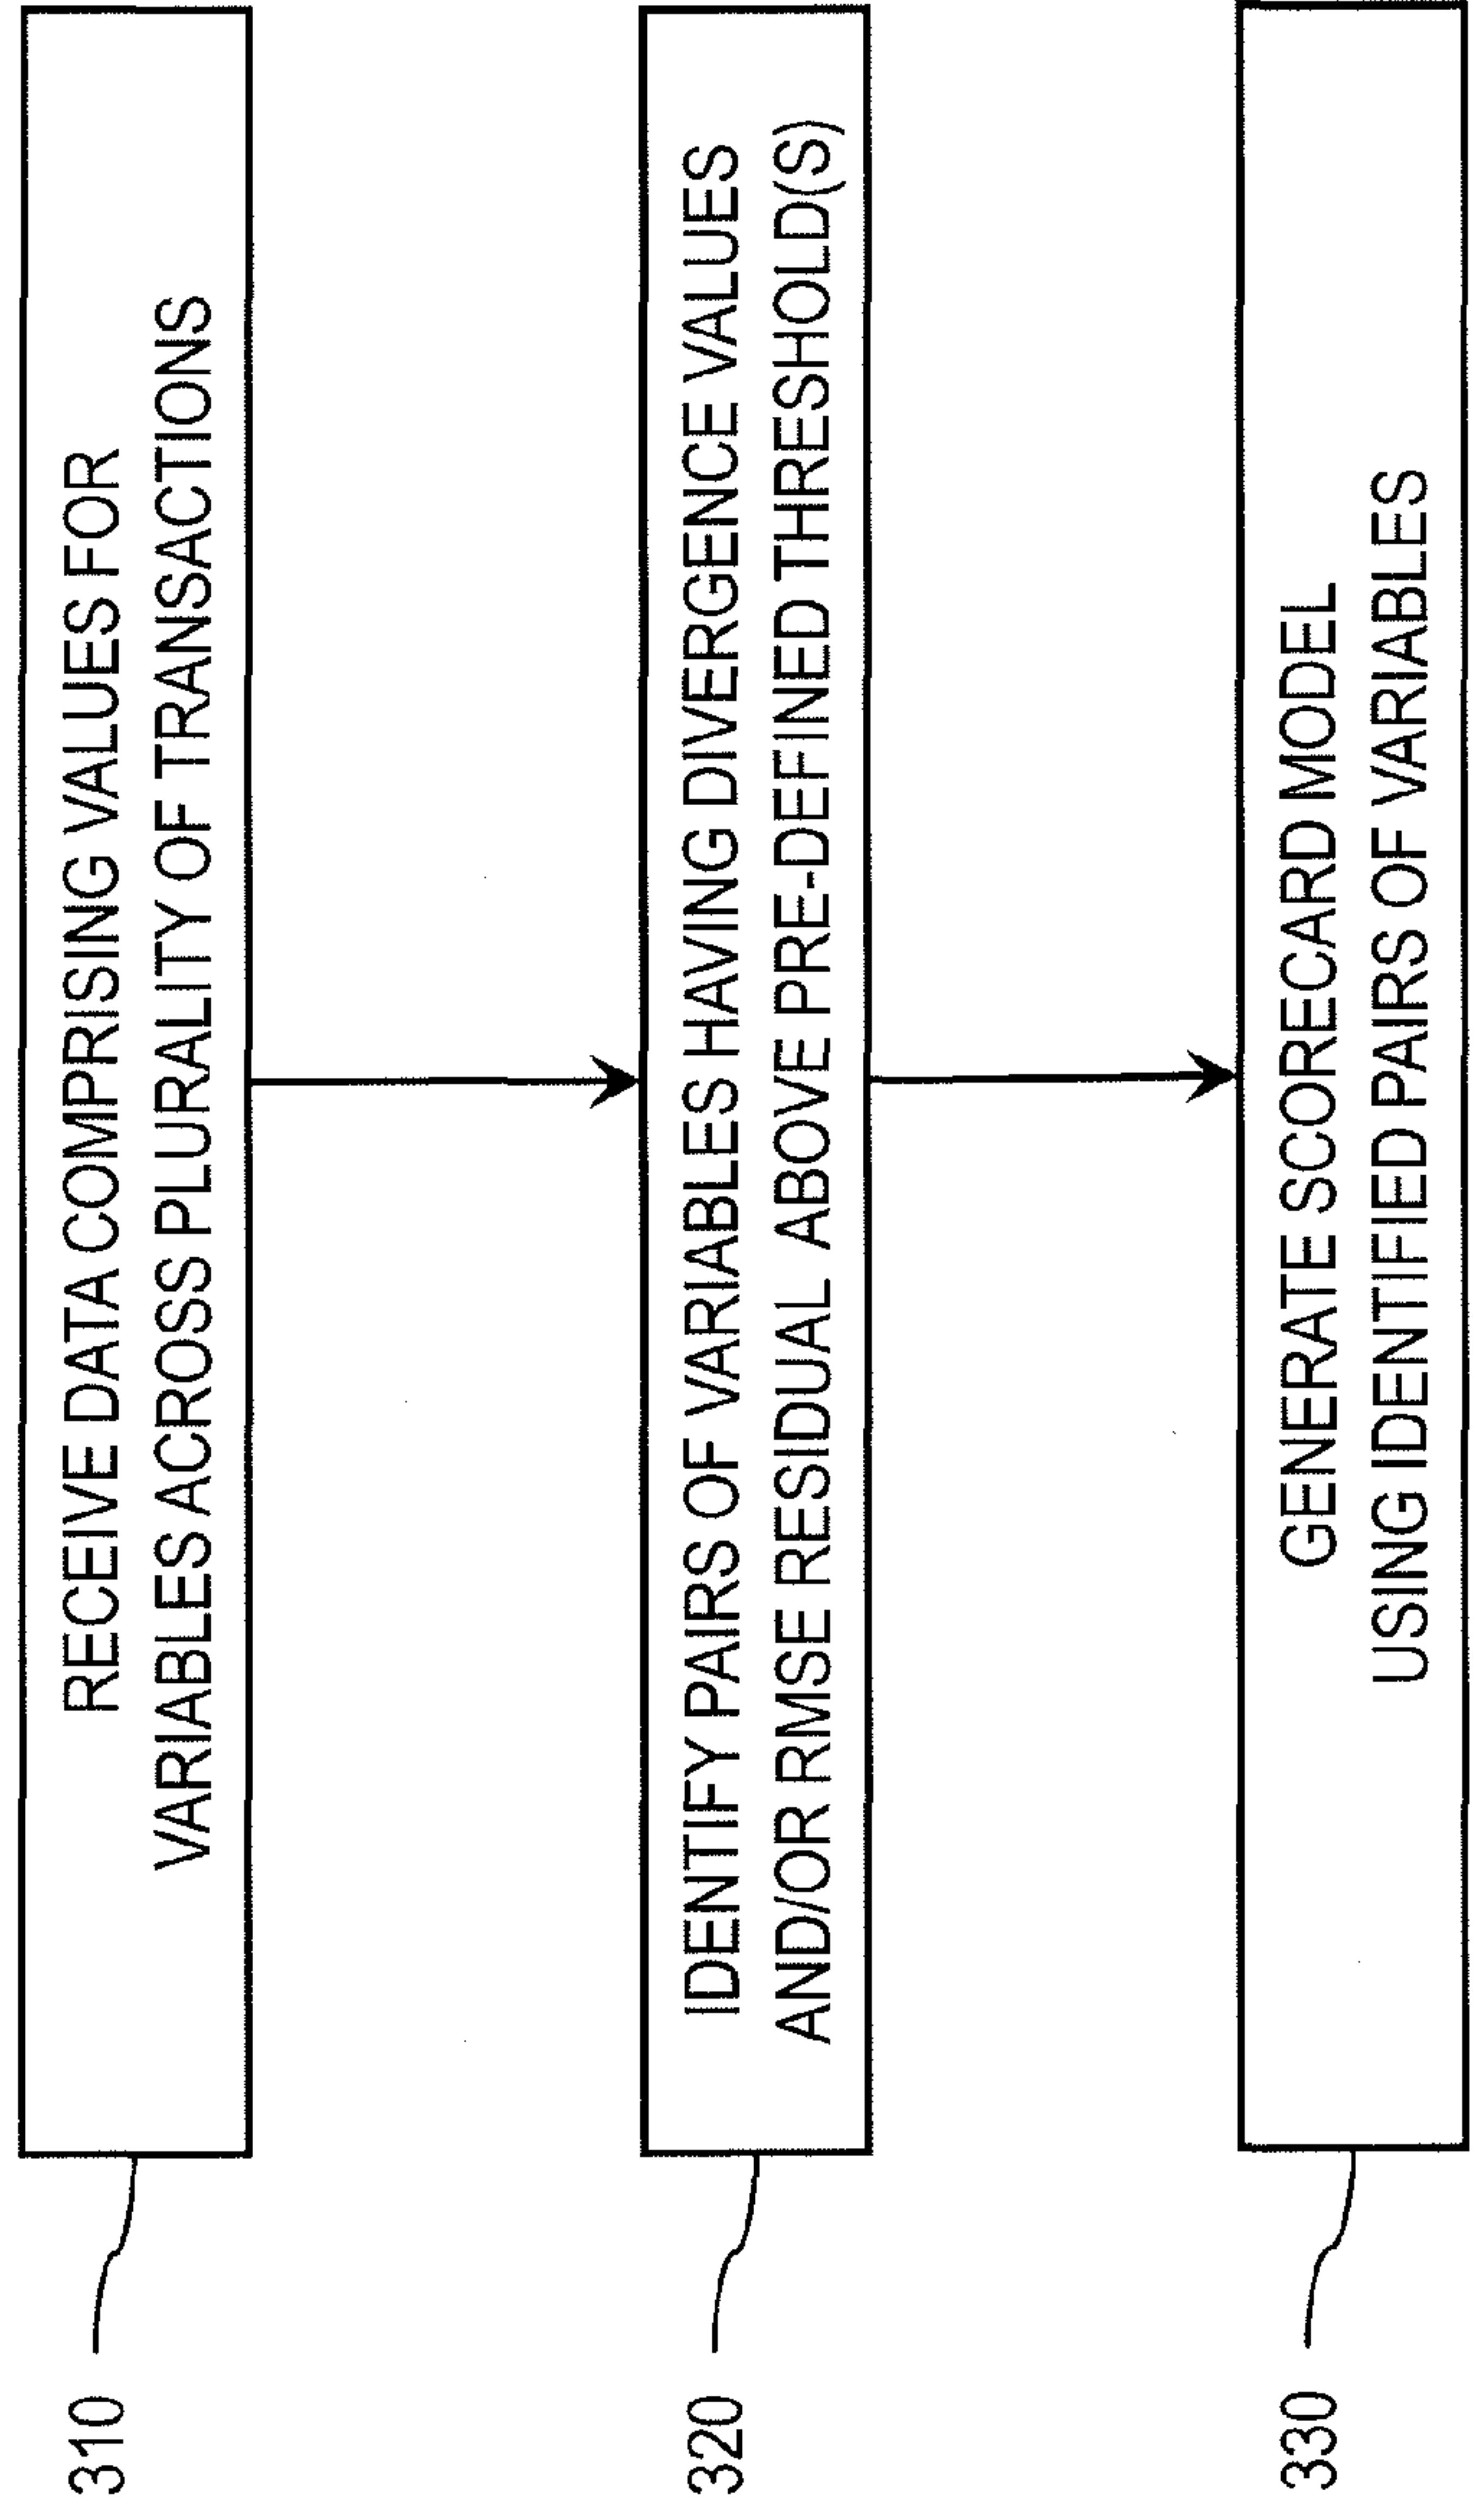 310
RECEIVE DATA COMPRISING VALUES FOR
VARIABLES ACROSS PLURALITY OF TRANSACTIONS
320
IDENTIFY PAIRS OF VARIABLES HAVING DIVERGENCE VALUES
AND/OR RMSE RESIDUAL ABOVE PRE-DEFINED THRESHOLD(S)
330
GENERATE SCORECARD MODEL
USING IDENTIFIED PAIRS OF VARIABLES